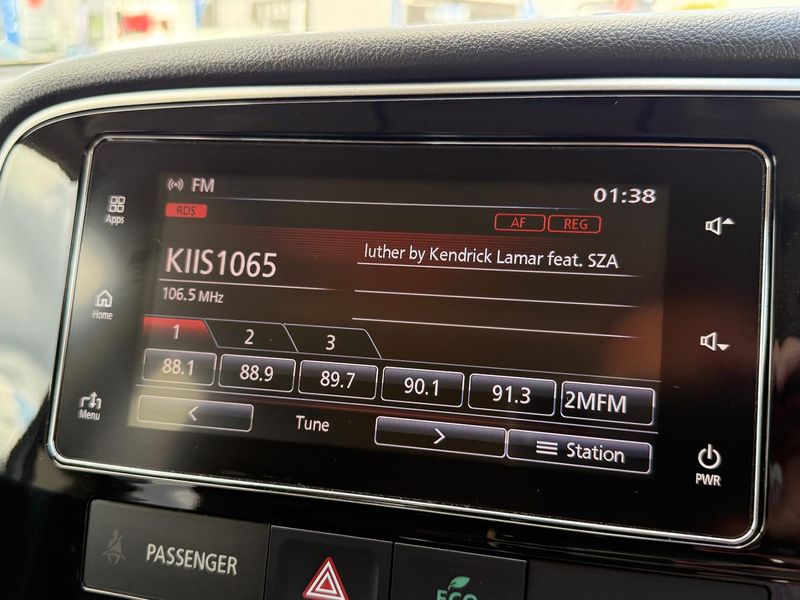 FM
01:38
RDS
AF REG
Apps
KIIS1065
luther by Kendrick Lamar feat. SZA
106.5 MHz
Home
1 2 3
88.1 88.9 89.7 90.1 91.3 2MFM
Menu
< Tune > Station
PWR
PASSENGER
ECO